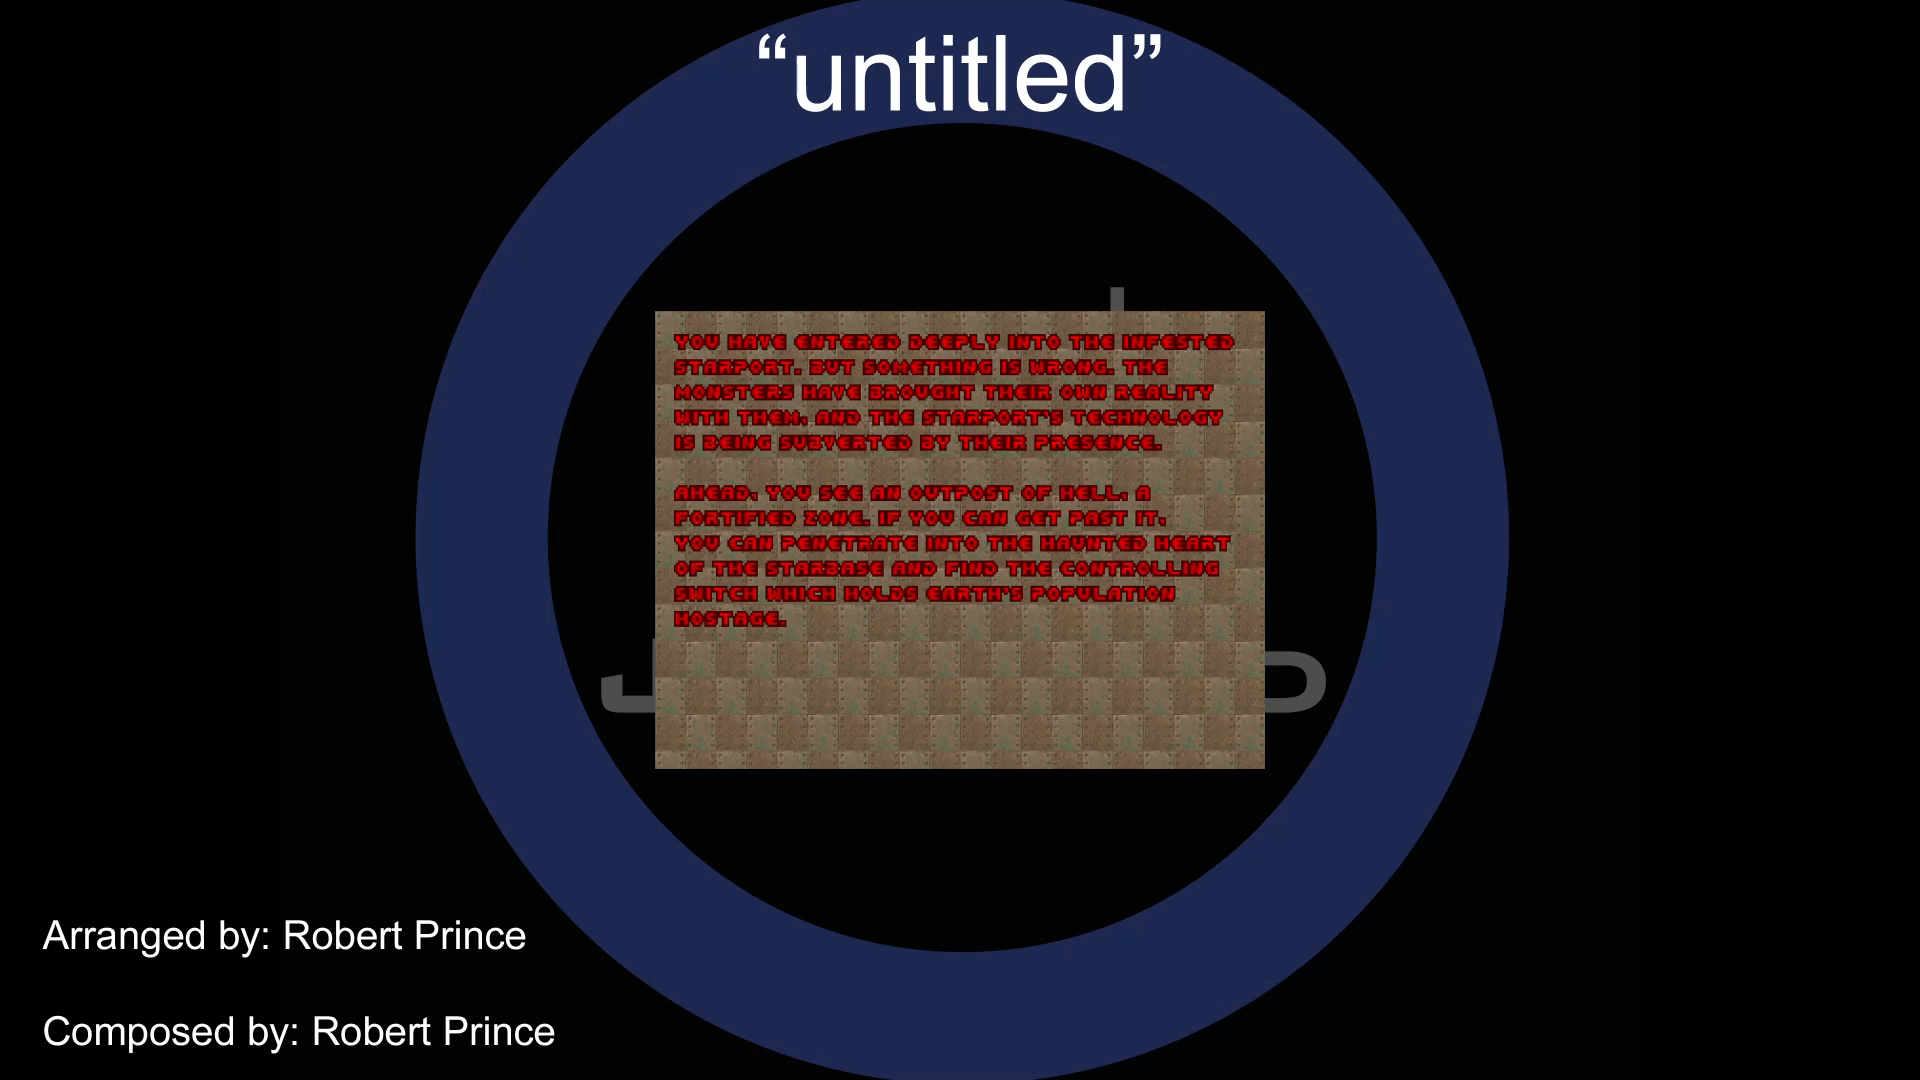 “untitled”
YOU HAVE ENTERED DEEPLY INTO THE INFESTED
STARPORT. BUT SOMETHING IS WRONG. THE
MONSTERS HAVE BROUGHT THEIR OWN REALITY
WITH THEM, AND THE STARPORT'S TECHNOLOGY
IS BEING SUBVERTED BY THEIR PRESENCE.
AHEAD, YOU SEE AN OUTPOST OF HELL, A
FORTIFIED ZONE. IF YOU CAN GET PAST IT,
YOU CAN PENETRATE INTO THE HAUNTED HEART
OF THE STARBASE AND FIND THE CONTROLLING
SWITCH WHICH HOLDS EARTH'S POPULATION
HOSTAGE.
Arranged by: Robert Prince
Composed by: Robert Prince